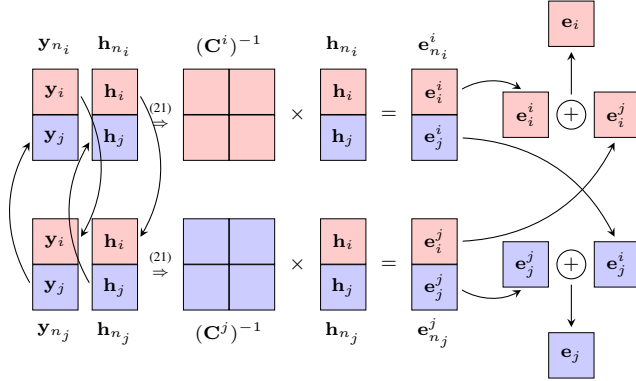 𝐲_{n_i} 𝐡_{n_i} (𝐂^i)^{-1} 𝐡_{n_i} 𝐞^i_{n_i} 𝐞_i
𝐲_i 𝐡_i 𝐡_i 𝐞^i_i
(21) ⇒ × = 𝐞^i_i + 𝐞^j_i
𝐲_j 𝐡_j 𝐡_j 𝐞^i_j
𝐲_i 𝐡_i 𝐡_i 𝐞^j_i
(21) ⇒ × = 𝐞^j_j + 𝐞^i_j
𝐲_j 𝐡_j 𝐡_j 𝐞^j_j
𝐲_{n_j} 𝐡_{n_j} (𝐂^j)^{-1} 𝐡_{n_j} 𝐞^j_{n_j} 𝐞_j